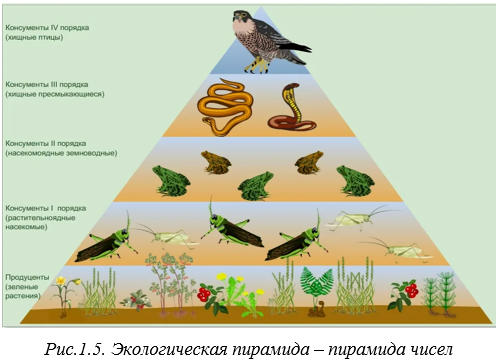 Консументы IV порядка
(хищные птицы)
Консументы III порядка
(хищные пресмыкающиеся)
Консументы II порядка
(насекомоядные земноводные)
Консументы I порядка
(растительноядные
насекомые)
Продуценты
(зеленые
растения)
Рис.1.5. Экологическая пирамида – пирамида чисел